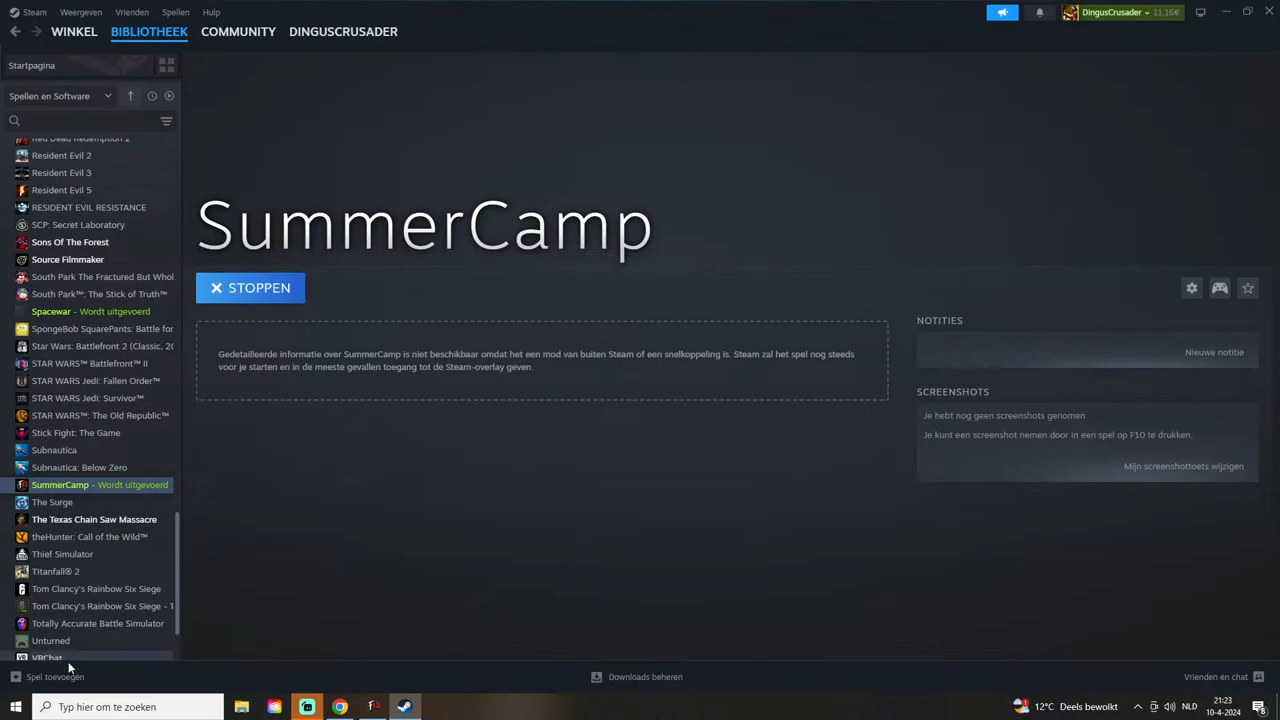 Steam Weergeven Vrienden Spellen Help
DingusCrusader 11,16€
WINKEL BIBLIOTHEEK COMMUNITY DINGUSCRUSADER
Startpagina
Spellen en Software
Red Dead Redemption 2
Resident Evil 2
Resident Evil 3
Resident Evil 5
RESIDENT EVIL RESISTANCE
SCP: Secret Laboratory
Sons Of The Forest
Source Filmmaker
South Park The Fractured But Whol
South Park™: The Stick of Truth™
Spacewar - Wordt uitgevoerd
SpongeBob SquarePants: Battle for
Star Wars: Battlefront 2 (Classic, 20
STAR WARS™ Battlefront™ II
STAR WARS Jedi: Fallen Order™
STAR WARS Jedi: Survivor™
STAR WARS™: The Old Republic™
Stick Fight: The Game
Subnautica
Subnautica: Below Zero
SummerCamp - Wordt uitgevoerd
The Surge
The Texas Chain Saw Massacre
theHunter: Call of the Wild™
Thief Simulator
Titanfall® 2
Tom Clancy's Rainbow Six Siege
Tom Clancy's Rainbow Six Siege - T
Totally Accurate Battle Simulator
Unturned
VRChat
SummerCamp
STOPPEN
Gedetailleerde informatie over SummerCamp is niet beschikbaar omdat het een mod van buiten Steam of een snelkoppeling is. Steam zal het spel nog steeds
voor je starten en in de meeste gevallen toegang tot de Steam-overlay geven.
NOTITIES
Nieuwe notitie
SCREENSHOTS
Je hebt nog geen screenshots genomen
Je kunt een screenshot nemen door in een spel op F10 te drukken.
Mijn screenshottoets wijzigen
Spel toevoegen
Downloads beheren
Vrienden en chat
Typ hier om te zoeken
12°C Deels bewolkt
NLD
21:23
10-4-2024